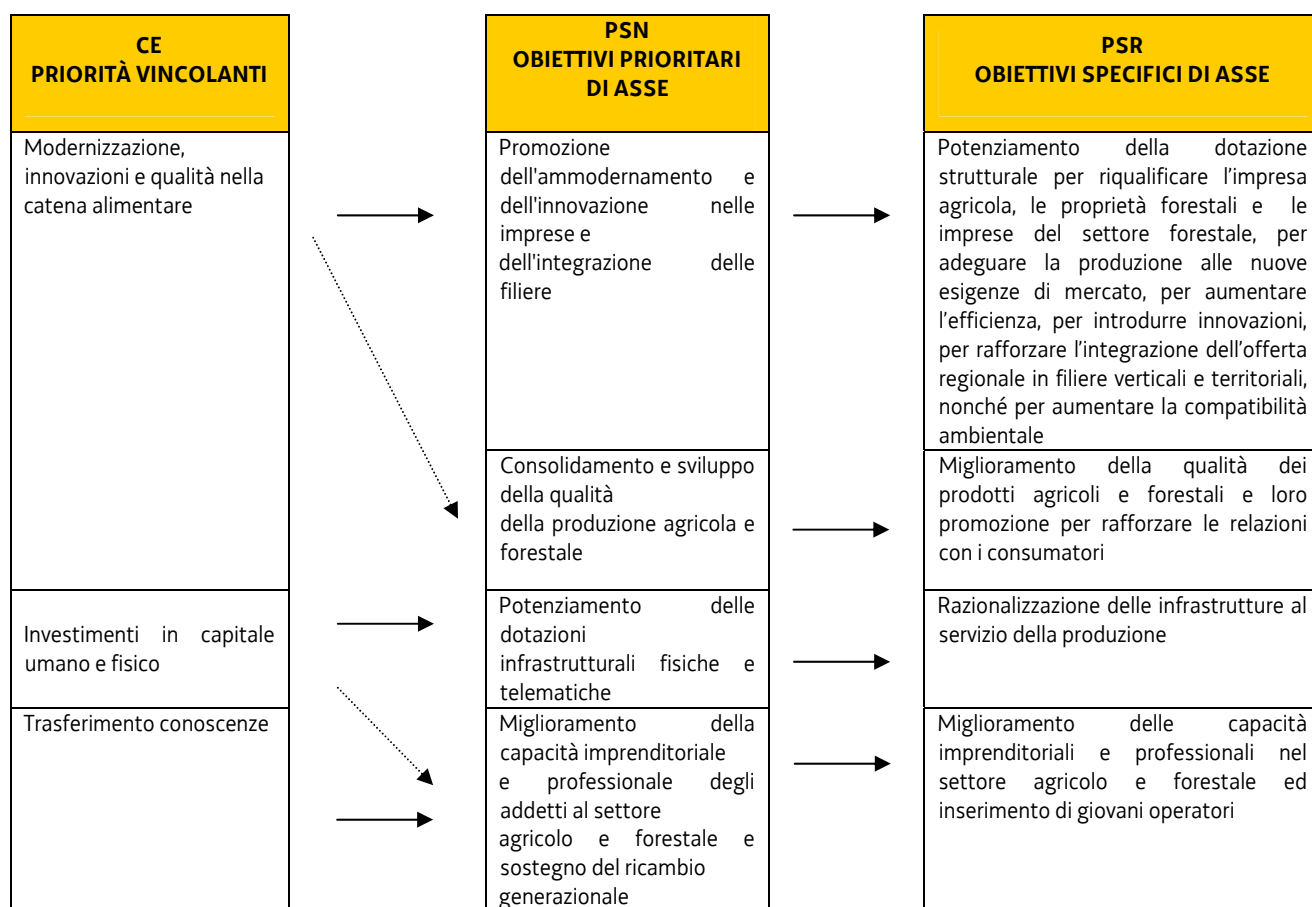 CE
PRIORITÀ VINCOLANTI
PSN
OBIETTIVI PRIORITARI
DI ASSE
PSR
OBIETTIVI SPECIFICI DI ASSE
Modernizzazione,
innovazioni e qualità nella
catena alimentare
Promozione
dell'ammodernamento e
dell'innovazione nelle
imprese e
dell'integrazione delle
filiere
Potenziamento della dotazione
strutturale per riqualificare l'impresa
agricola, le proprietà forestali e le
imprese del settore forestale, per
adeguare la produzione alle nuove
esigenze di mercato, per aumentare
l'efficienza, per introdurre innovazioni,
per rafforzare l'integrazione dell'offerta
regionale in filiere verticali e territoriali,
nonché per aumentare la compatibilità
ambientale
Consolidamento e sviluppo
della qualità
della produzione agricola e
forestale
Miglioramento della qualità dei
prodotti agricoli e forestali e loro
promozione per rafforzare le relazioni
con i consumatori
Investimenti in capitale
umano e fisico
Potenziamento delle
dotazioni
infrastrutturali fisiche e
telematiche
Razionalizzazione delle infrastrutture al
servizio della produzione
Trasferimento conoscenze
Miglioramento della
capacità imprenditoriale
e professionale degli
addetti al settore
agricolo e forestale e
sostegno del ricambio
generazionale
Miglioramento delle capacità
imprenditoriali e professionali nel
settore agricolo e forestale ed
inserimento di giovani operatori